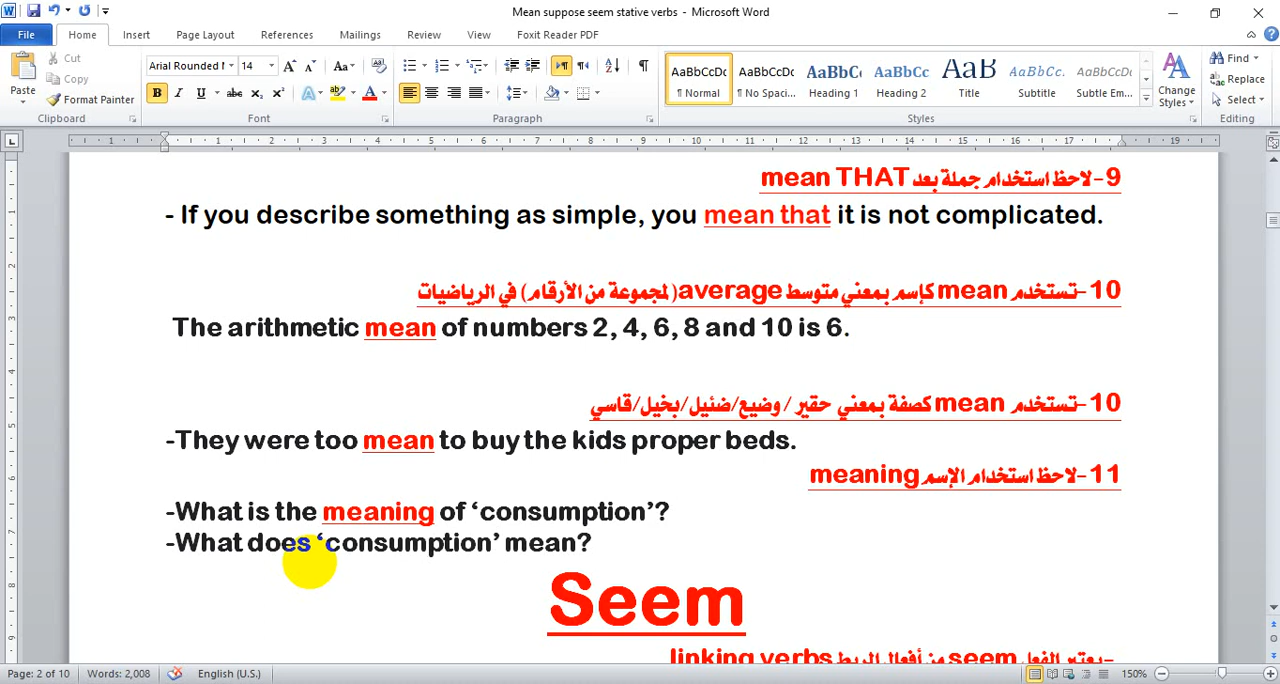 Mean suppose seem stative verbs - Microsoft Word
File Home Insert Page Layout References Mailings Review View Foxit Reader PDF
Cut
Copy
Format Painter
Paste
Clipboard
Arial Rounded 14
Font
Paragraph
AaBbCcDc AaBbCcDc AaBbC AaBbCc AaB AaBbCc. AaBbCcDc
¶ Normal ¶ No Spaci... Heading 1 Heading 2 Title Subtitle Subtle Em...
Change Styles
Styles
Find
Replace
Select
Editing
9-لاحظ استخدام جملة بعد mean THAT
- If you describe something as simple, you mean that it is not complicated.
10-تستخدم mean كإسم بمعني متوسط average(لمجموعة من الأرقام) في الرياضيات
The arithmetic mean of numbers 2, 4, 6, 8 and 10 is 6.
10-تستخدم mean كصفة بمعني حقير / وضيع/ضئيل/بخيل/قاسي
-They were too mean to buy the kids proper beds.
11-لاحظ استخدام الإسم meaning
-What is the meaning of ‘consumption’?
-What does ‘consumption’ mean?
Seem
-يعتبر الفعل seem من أفعال الربط linking verbs
Page: 2 of 10 Words: 2,008 English (U.S.) 150%